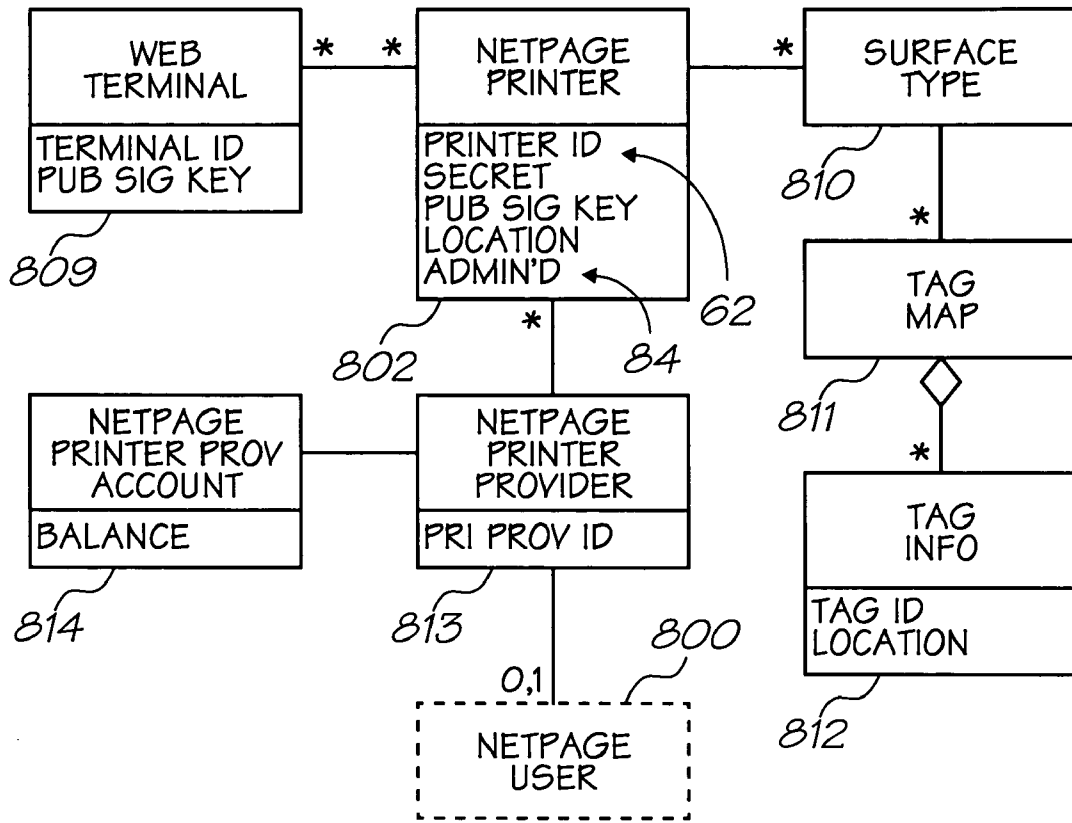 WEB
TERMINAL
TERMINAL ID
PUB SIG KEY
809
*
*
NETPAGE
PRINTER
PRINTER ID
SECRET
PUB SIG KEY
LOCATION
ADMIN'D
802
62
84
*
*
SURFACE
TYPE
810
*
TAG
MAP
811
*
TAG
INFO
TAG ID
LOCATION
812
NETPAGE
PRINTER PROV
ACCOUNT
BALANCE
814
NETPAGE
PRINTER
PROVIDER
PRI PROV ID
813
800
0,1
NETPAGE
USER